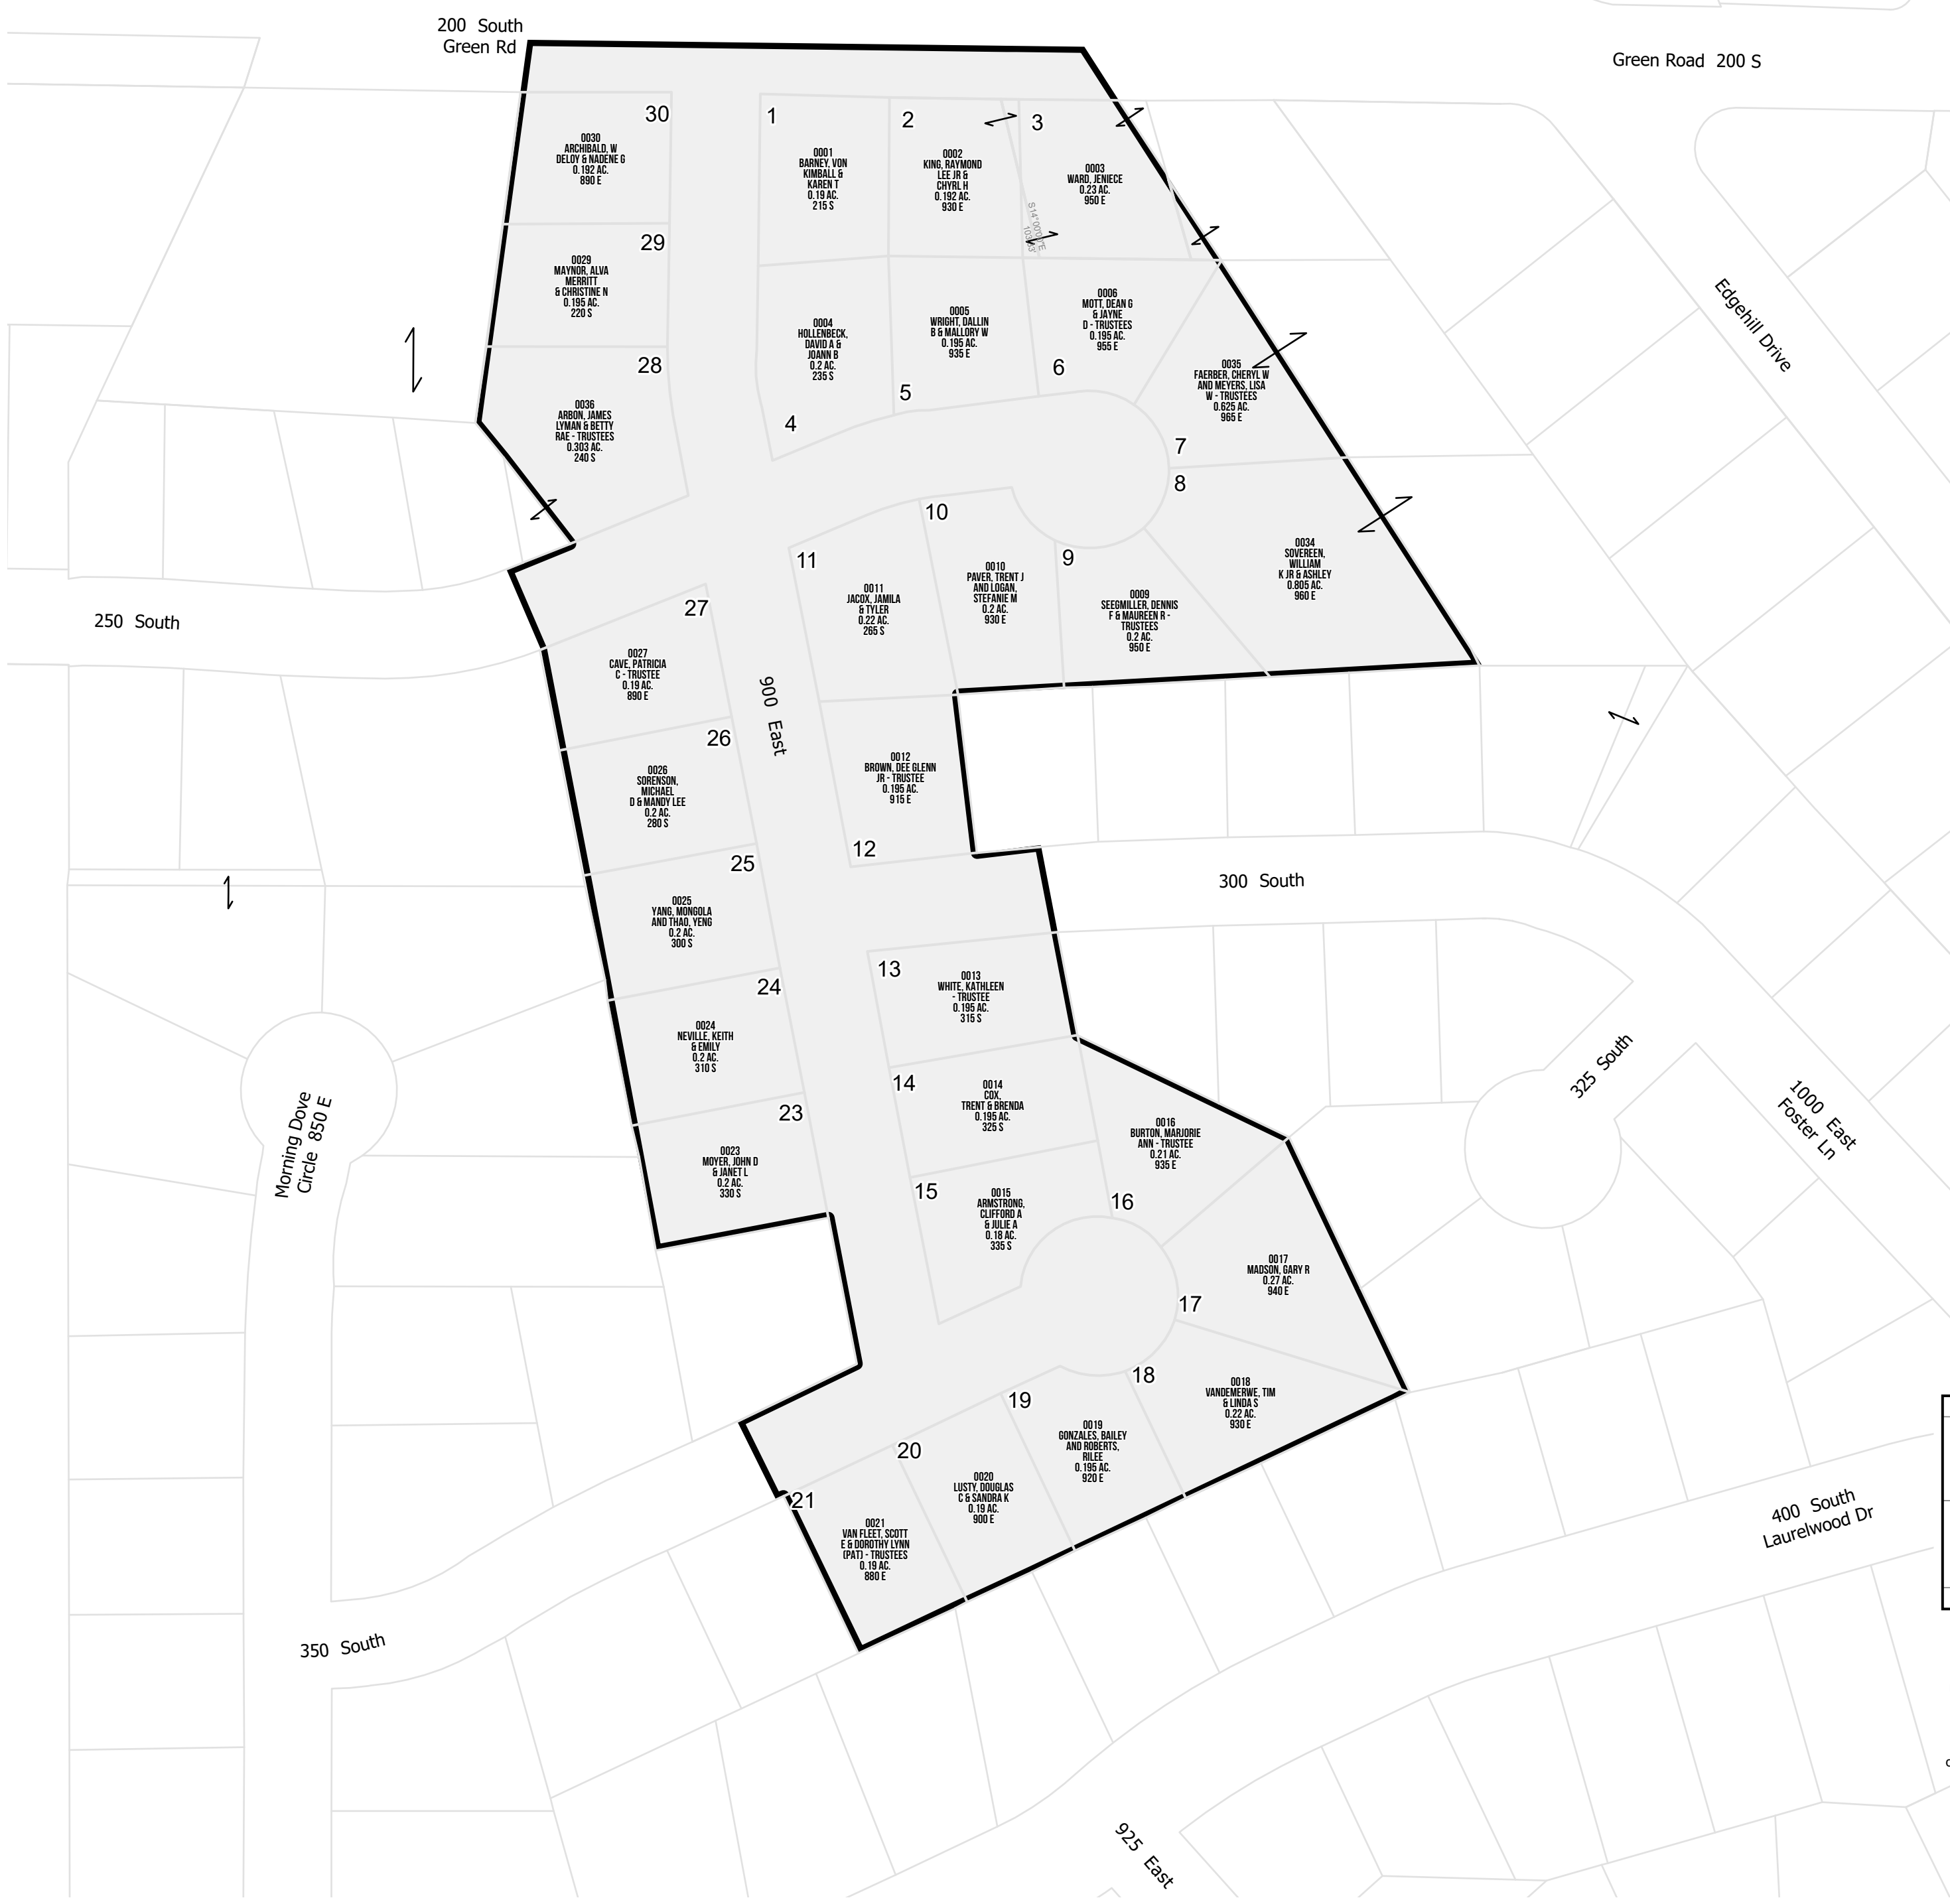 200 South
Green Rd
Green Road 200 S
30
0030
ARCHIBALD, W
DELOY & NADENE G
0.192 AC.
890 E
1
0001
BARNEY, VON
KIMBALL &
KAREN T
0.19 AC.
215 S
2
0002
KING, RAYMOND
LEE JR &
CHYRL H
0.192 AC.
930 E
3
0003
WARD, JENIECE
0.23 AC.
950 E
29
0029
MAYNOR, ALVA
MERRITT
& CHRISTINE N
0.195 AC.
220 S
28
0036
ARBON, JAMES
LYMAN & BETTY
RAE - TRUSTEES
0.303 AC.
240 S
0004
HOLLENBECK,
DAVID A &
JOANN B
0.2 AC.
235 S
4
0005
WRIGHT, DALLIN
B & MALLORY W
0.195 AC.
935 E
5
0006
MOTT, DEAN G
& JAYNE
D - TRUSTEES
0.195 AC.
955 E
6
0035
FAERBER, CHERYL W
AND MEYERS, LISA
W - TRUSTEES
0.625 AC.
965 E
7
8
0034
SOVEREEN,
WILLIAM
K JR & ASHLEY
0.805 AC.
960 E
Edgehill Drive
250 South
10
0010
PAVER, TRENT J
AND LOGAN,
STEFANIE M
0.2 AC.
930 E
9
0009
SEEGMILLER, DENNIS
F & MAUREEN R -
TRUSTEES
0.2 AC.
950 E
11
0011
JACOX, JAMILA
& TYLER
0.22 AC.
265 S
27
0027
CAVE, PATRICIA
C - TRUSTEE
0.19 AC.
890 E
900 East
26
0026
SORENSON,
MICHAEL
D & MANDY LEE
0.2 AC.
280 S
0012
BROWN, DEE GLENN
JR - TRUSTEE
0.195 AC.
915 E
12
25
0025
YANG, MONGOLA
AND THAO, YENG
0.2 AC.
300 S
300 South
24
0024
NEVILLE, KEITH
& EMILY
0.2 AC.
310 S
13
0013
WHITE, KATHLEEN
- TRUSTEE
0.195 AC.
315 S
14
0014
COX,
TRENT & BRENDA
0.195 AC.
325 S
23
0023
MOYER, JOHN D
& JANET L
0.2 AC.
330 S
15
0015
ARMSTRONG,
CLIFFORD A
& JULIE A
0.18 AC.
335 S
0016
BURTON, MARJORIE
ANN - TRUSTEE
0.21 AC.
935 E
16
0017
MADSON, GARY R
0.27 AC.
940 E
17
325 South
1000 East
Foster Ln
Morning Dove
Circle 850 E
18
0018
VANDEMERWE, TIM
& LINDA S
0.22 AC.
930 E
19
0019
GONZALES, BAILEY
AND ROBERTS,
RILEE
0.195 AC.
920 E
20
0020
LUSTY, DOUGLAS
C & SANDRA K
0.19 AC.
900 E
21
0021
VAN FLEET, SCOTT
E & DOROTHY LYNN
(PAT) - TRUSTEES
0.19 AC.
880 E
400 South
Laurelwood Dr
350 South
925 East